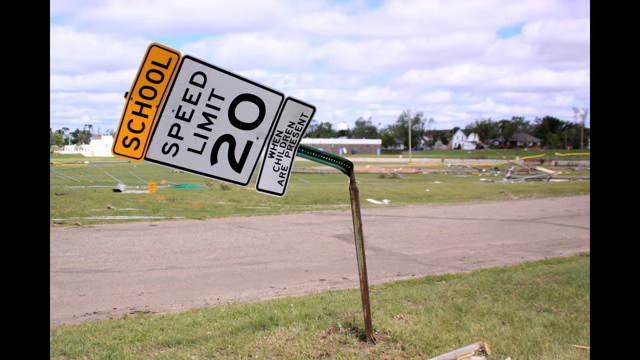 SCHOOL
SPEED
LIMIT
20
WHEN
CHILDREN
ARE PRESENT